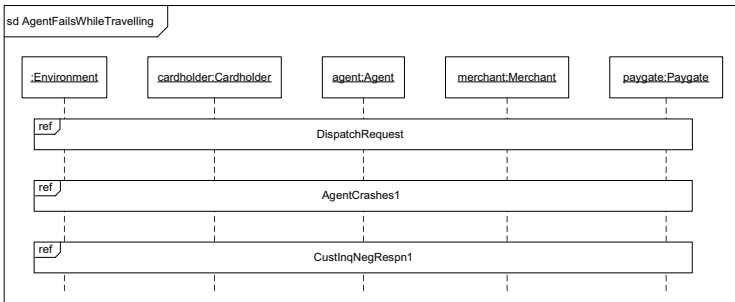 sd AgentFailsWhileTravelling
:Environment
cardholder:Cardholder
agent:Agent
merchant:Merchant
paygate:Paygate
ref
DispatchRequest
ref
AgentCrashes1
ref
CustInqNegRespn1